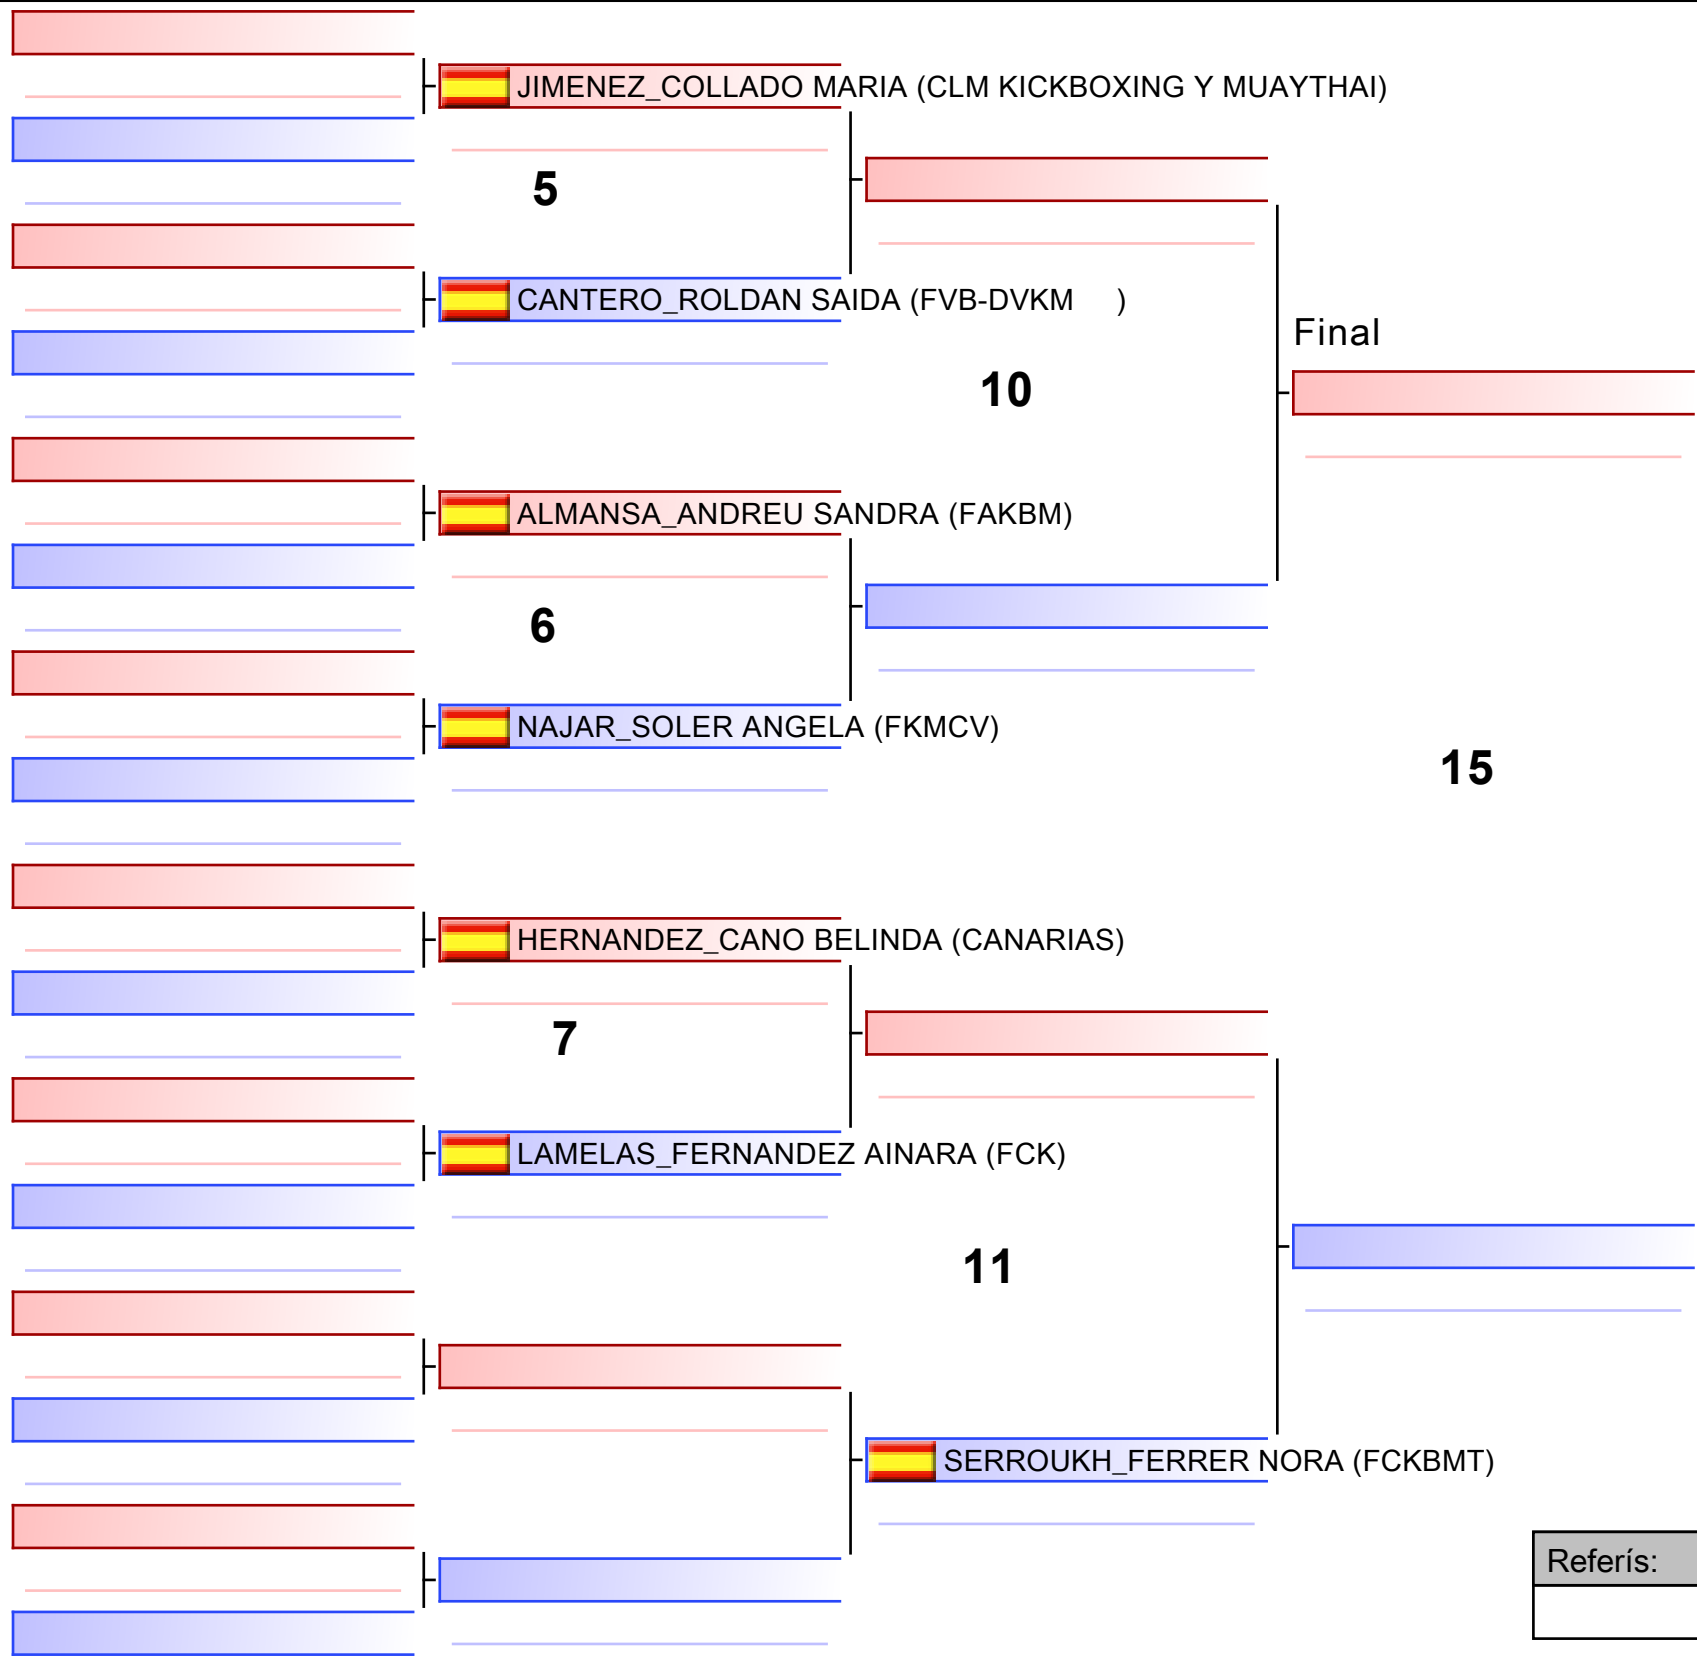 JIMENEZ_COLLADO MARIA (CLM KICKBOXING Y MUAYTHAI)
5
CANTERO_ROLDAN SAIDA (FVB-DVKM     )
Final
10
ALMANSA_ANDREU SANDRA (FAKBM)
6
NAJAR_SOLER ANGELA (FKMCV)
15
HERNANDEZ_CANO BELINDA (CANARIAS)
7
LAMELAS_FERNANDEZ AINARA (FCK)
11
SERROUKH_FERRER NORA (FCKBMT)
Referís: